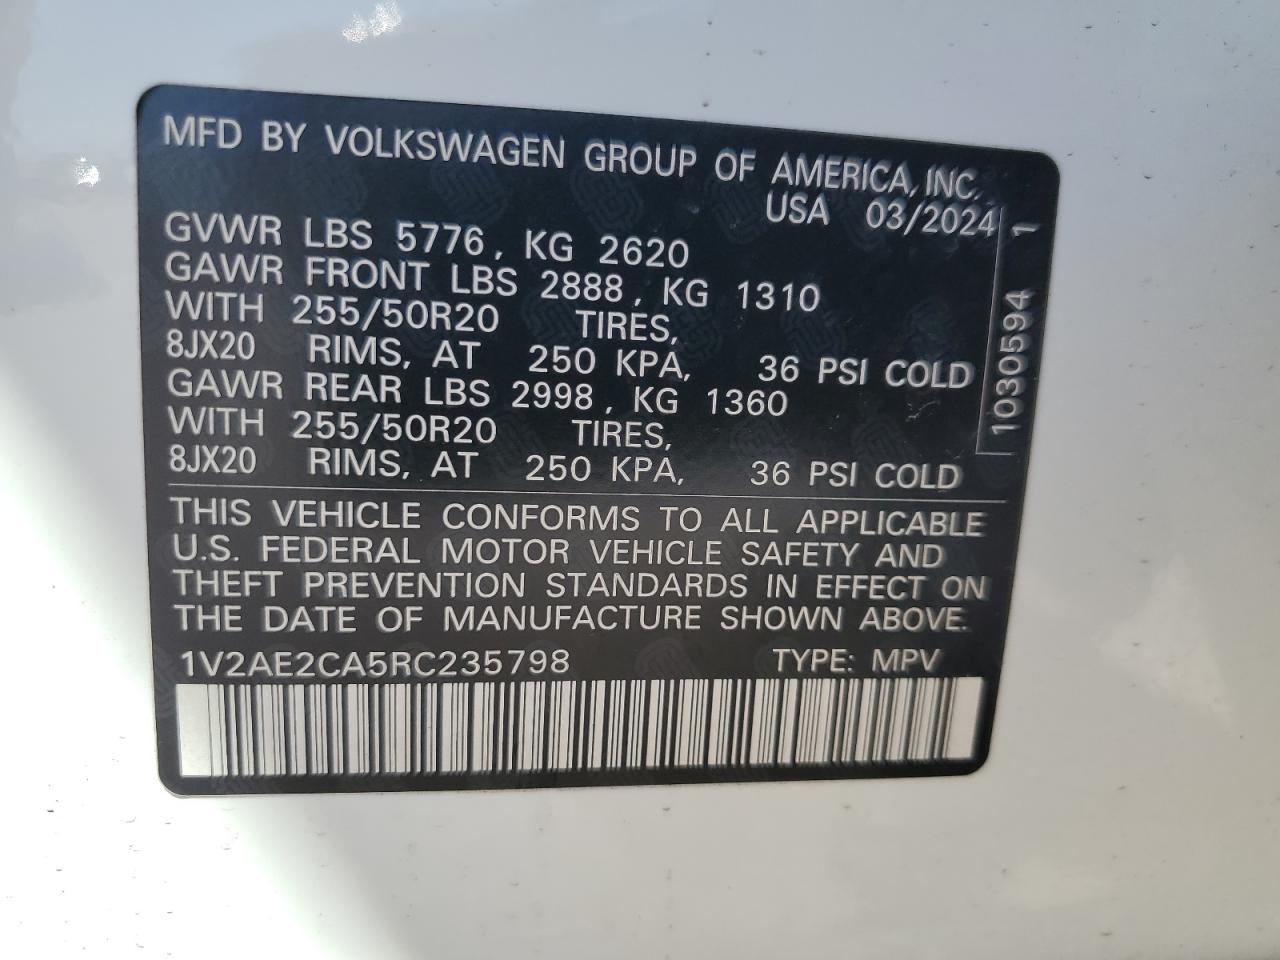 MFD BY VOLKSWAGEN GROUP OF AMERICA, INC.
USA 03/2024
GVWR LBS 5776, KG 2620
GAWR FRONT LBS 2888, KG 1310
WITH 255/50R20 TIRES,
8JX20 RIMS, AT 250 KPA, 36 PSI COLD
GAWR REAR LBS 2998, KG 1360
WITH 255/50R20 TIRES,
8JX20 RIMS, AT 250 KPA, 36 PSI COLD
1030594 1
THIS VEHICLE CONFORMS TO ALL APPLICABLE
U.S. FEDERAL MOTOR VEHICLE SAFETY AND
THEFT PREVENTION STANDARDS IN EFFECT ON
THE DATE OF MANUFACTURE SHOWN ABOVE.
1V2AE2CA5RC235798 TYPE: MPV